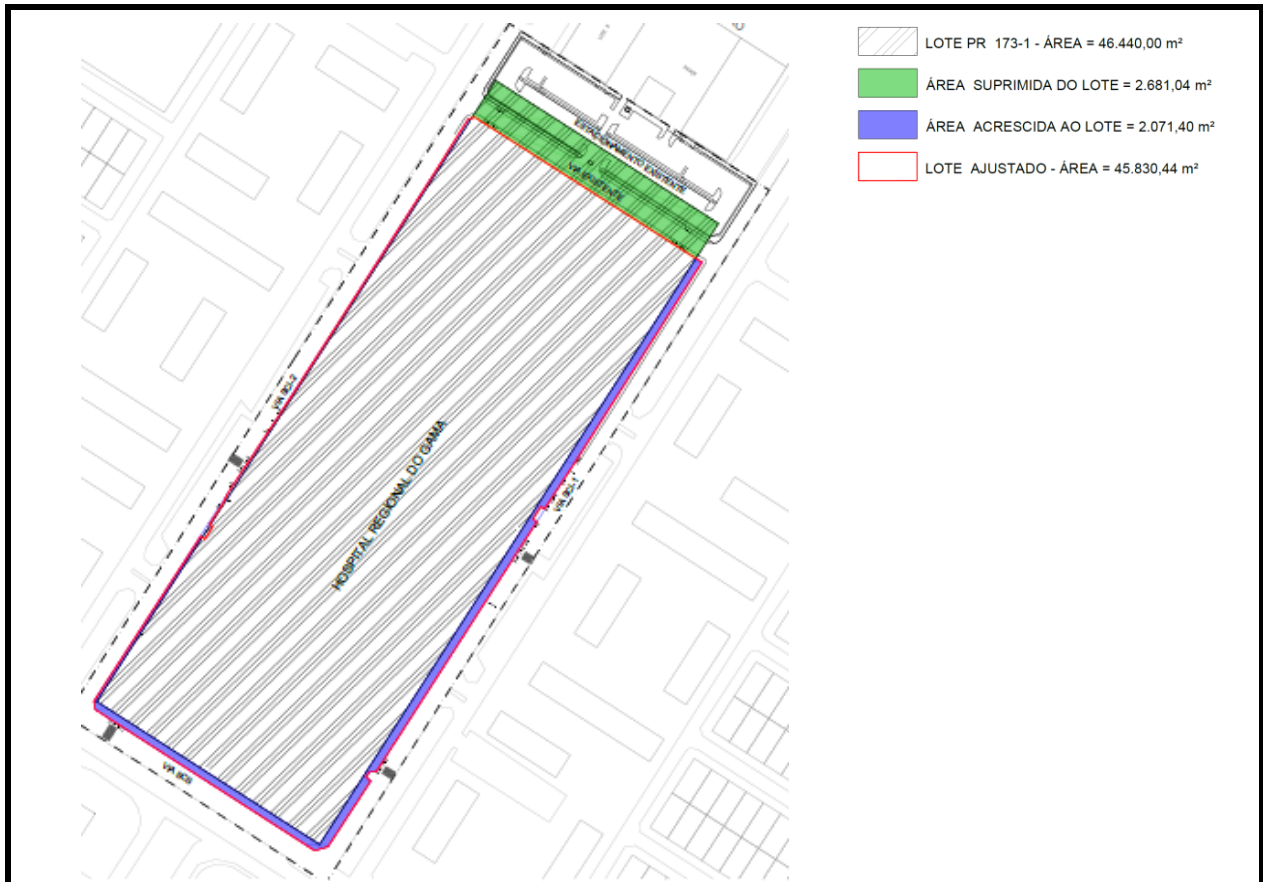 LOTE PR 173-1 - ÁREA = 46.440,00 m²
ÁREA SUPRIMIDA DO LOTE = 2.681,04 m²
ÁREA ACRESCIDA AO LOTE = 2.071,40 m²
LOTE AJUSTADO - ÁREA = 45.830,44 m²
ESTACIONAMENTO EXISTENTE
VIA EXISTENTE
HOSPITAL REGIONAL DO GAMA